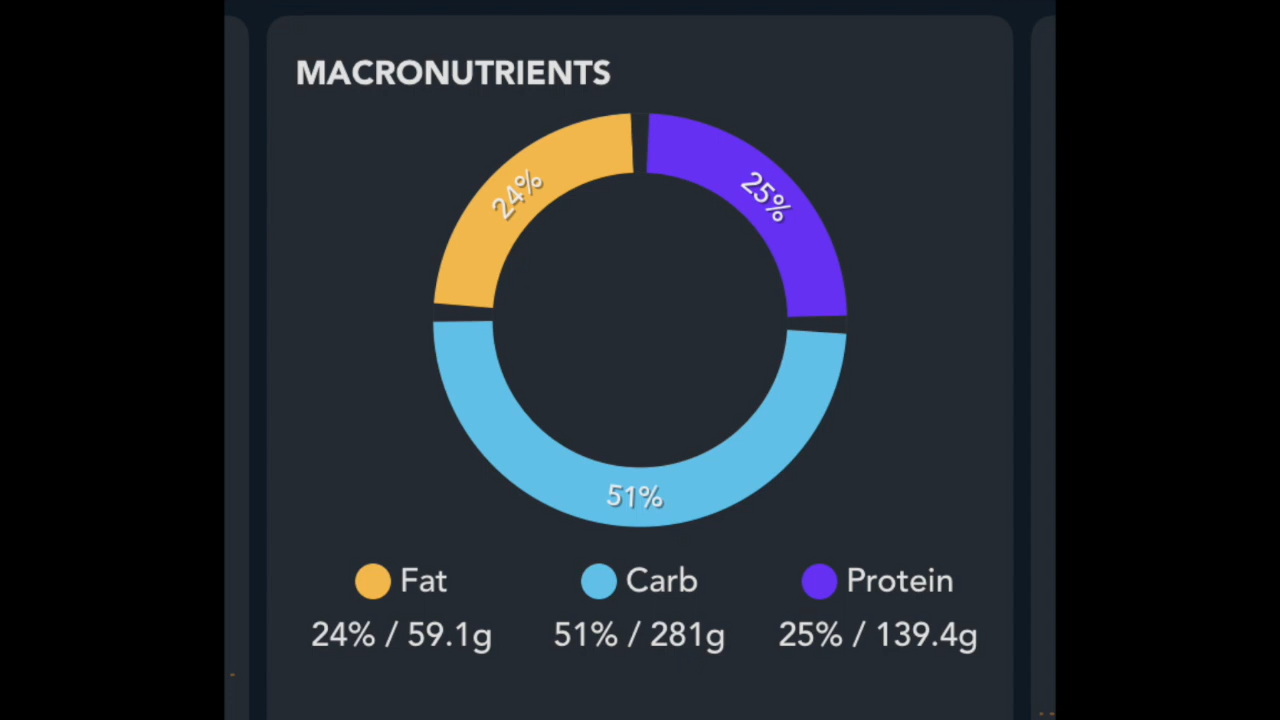 MACRONUTRIENTS
24%
25%
51%
Fat
Carb
Protein
24% / 59.1g
51% / 281g
25% / 139.4g